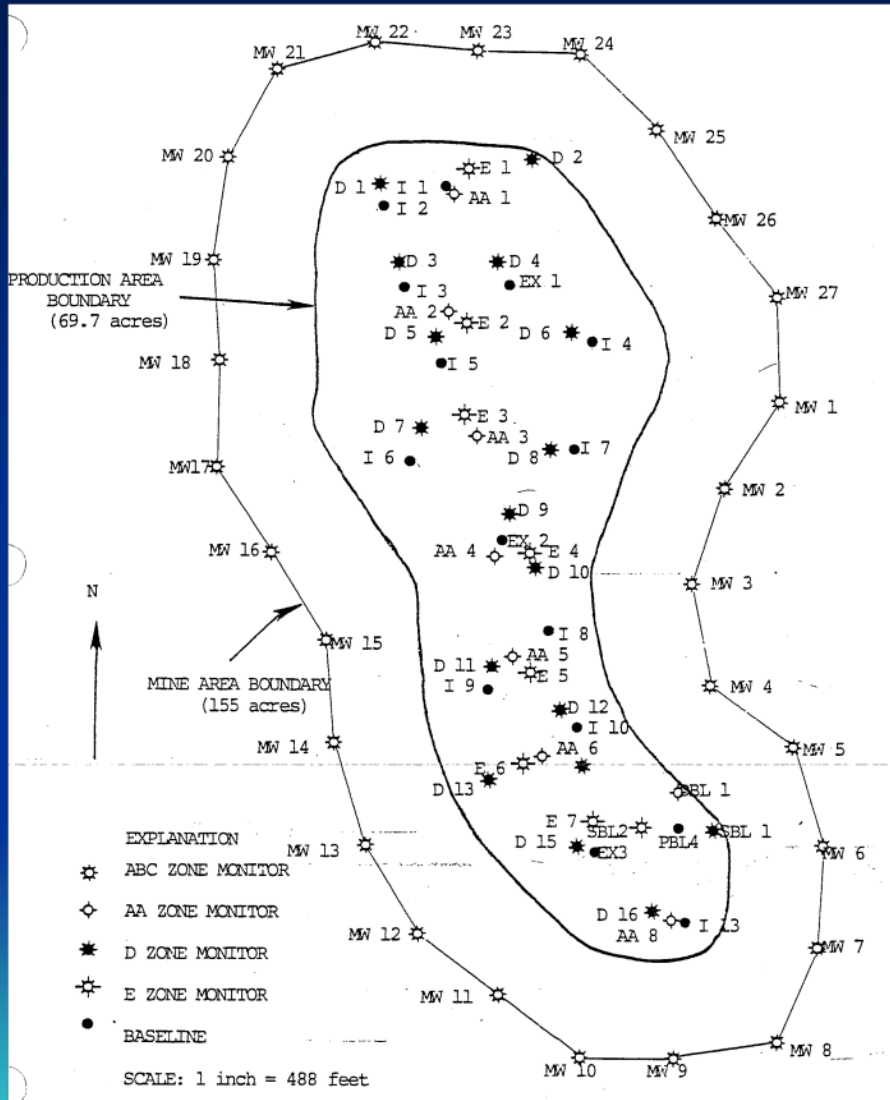 MW 22
MW 23
MW 24
MW 21
MW 25
MW 20
E 1
D 2
D 1
I 1
AA 1
I 2
MW 26
MW 19
D 3
D 4
PRODUCTION AREA
BOUNDARY
(69.7 acres)
I 3
EX 1
MW 27
AA 2
E 2
D 5
D 6
I 4
MW 18
I 5
MW 1
E 3
D 7
AA 3
I 6
D 8
I 7
MW17
MW 2
D 9
EX 2
MW 16
AA 4
E 4
D 10
MW 3
N
I 8
MW 15
AA 5
D 11
E 5
MINE AREA BOUNDARY
(155 acres)
I 9
MW 4
D 12
I 10
MW 14
AA 6
MW 5
E 6
D 13
PBL 1
E 7
SBL2
PBL4
SBL 1
EXPLANATION
MW 13
D 15
EX3
MW 6
ABC ZONE MONITOR
AA ZONE MONITOR
D 16
I 13
AA 8
MW 12
MW 7
D ZONE MONITOR
E ZONE MONITOR
MW 11
BASELINE
MW 8
MW 10
MW 9
SCALE: 1 inch = 488 feet